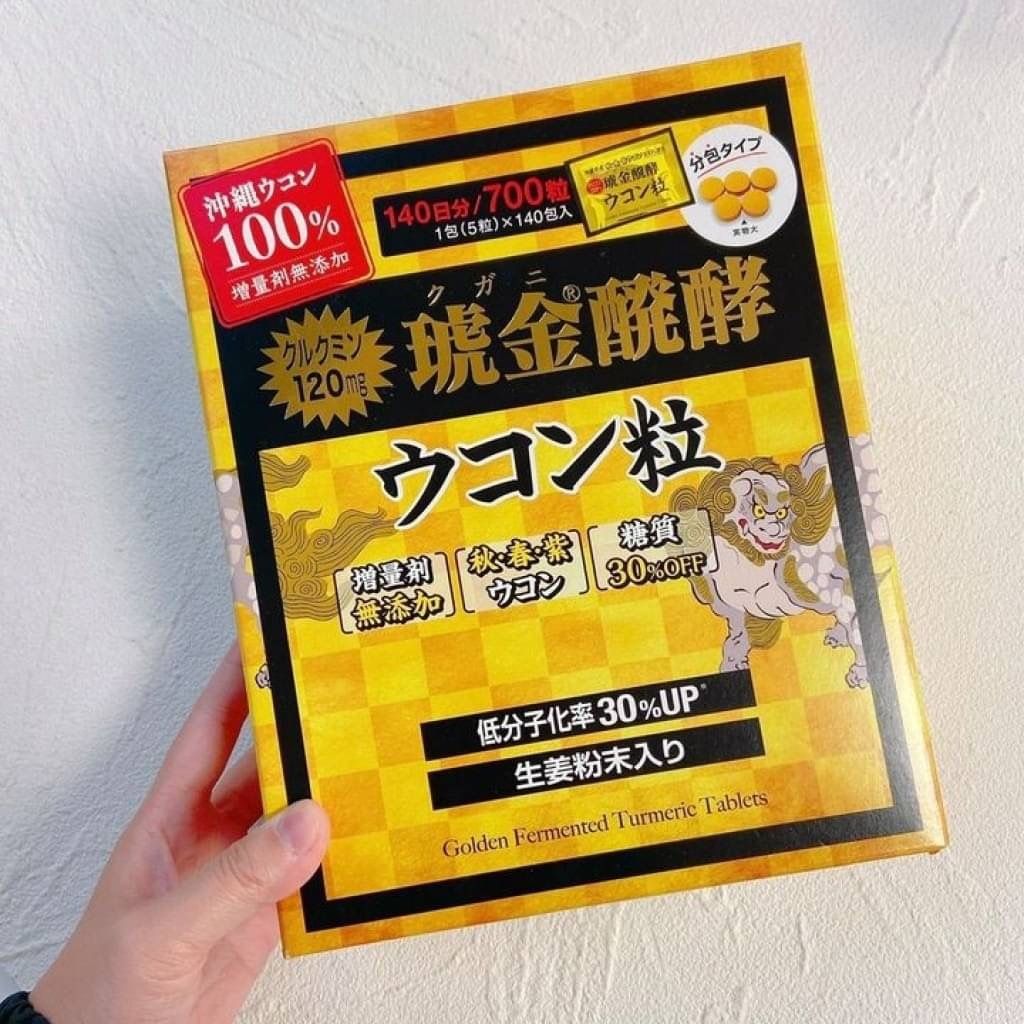 沖縄ウコン
100%
増量剤無添加
140日分/700粒
1包(5粒)×140包入
琥金醗酵
ウコン粒
分包タイプ
実物大
クルクミン
120mg
クガニ
琥金®醗酵
ウコン粒
増量剤
無添加
秋・春・紫
ウコン
糖質
30%OFF
低分子化率30%UP*
生姜粉末入り
Golden Fermented Turmeric Tablets